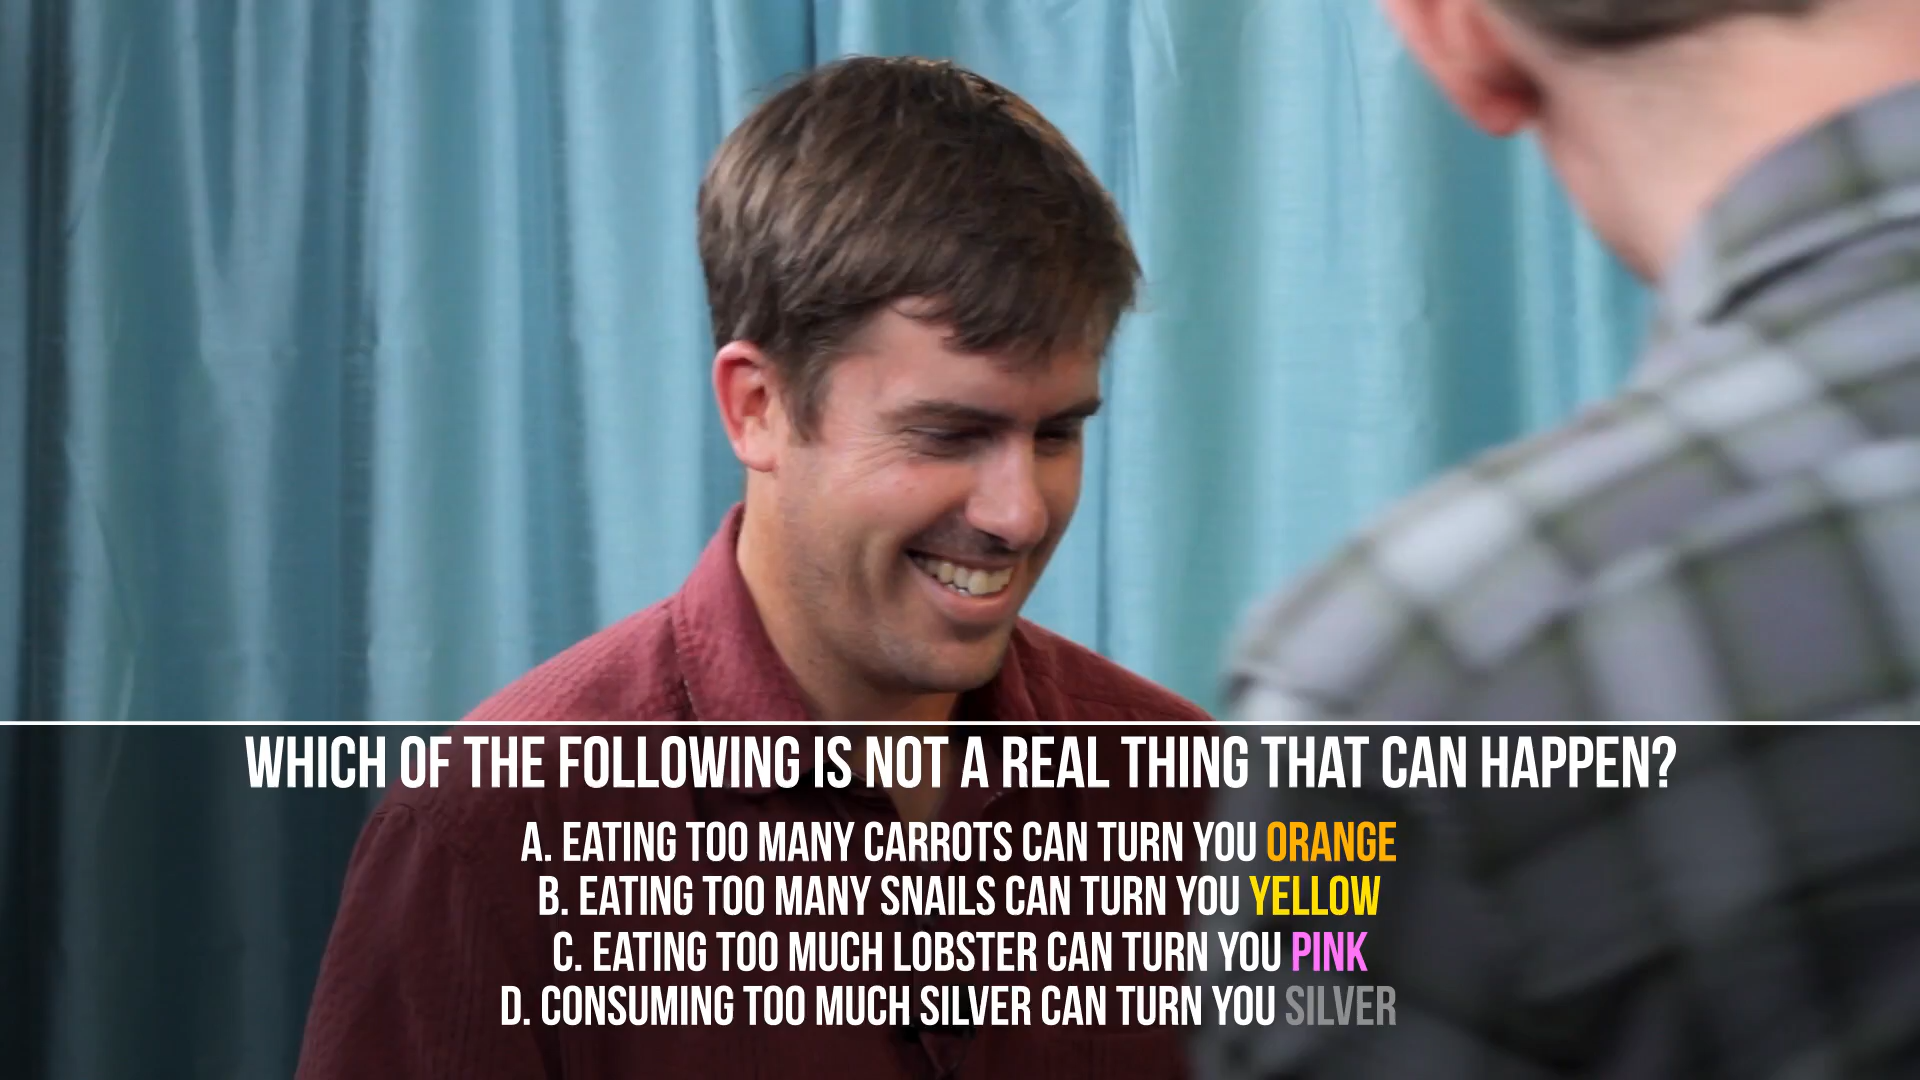 WHICH OF THE FOLLOWING IS NOT A REAL THING THAT CAN HAPPEN?
A. EATING TOO MANY CARROTS CAN TURN YOU ORANGE
B. EATING TOO MANY SNAILS CAN TURN YOU YELLOW
C. EATING TOO MUCH LOBSTER CAN TURN YOU PINK
D. CONSUMING TOO MUCH SILVER CAN TURN YOU SILVER